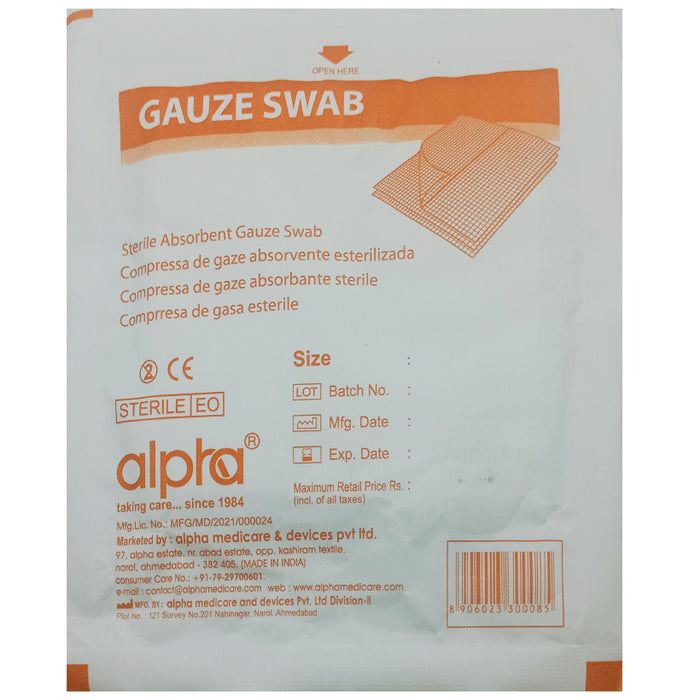 OPEN HERE
GAUZE SWAB
Sterile Absorbent Gauze Swab
Compressa de gaze absorvente esterilizada
Compressa de gaze absorbante sterile
Comprresa de gasa esterile
2 CE
STERILE EO
alpha®
taking care... since 1984
Size :
LOT Batch No. :
Mfg. Date :
Exp. Date :
Maximum Retail Price Rs. :
(incl. of all taxes)
Mfg.Lic. No.: MFG/MD/2021/000024
Marketed by : alpha medicare & devices pvt ltd.
97, alpha estate, nr. abad estate, opp. kashiram textile,
narol, ahmedabad - 382 405. (MADE IN INDIA)
consumer Care No.: +91-79-29700601.
e-mail : contact@alphamedicare.com web : www.alphamedicare.com
MFG. BY : alpha medicare and devices Pvt. Ltd Division-II
Plot No : 121 Survey No.201 Nabinagar, Narol. Ahmedabad.
8 906023 300085